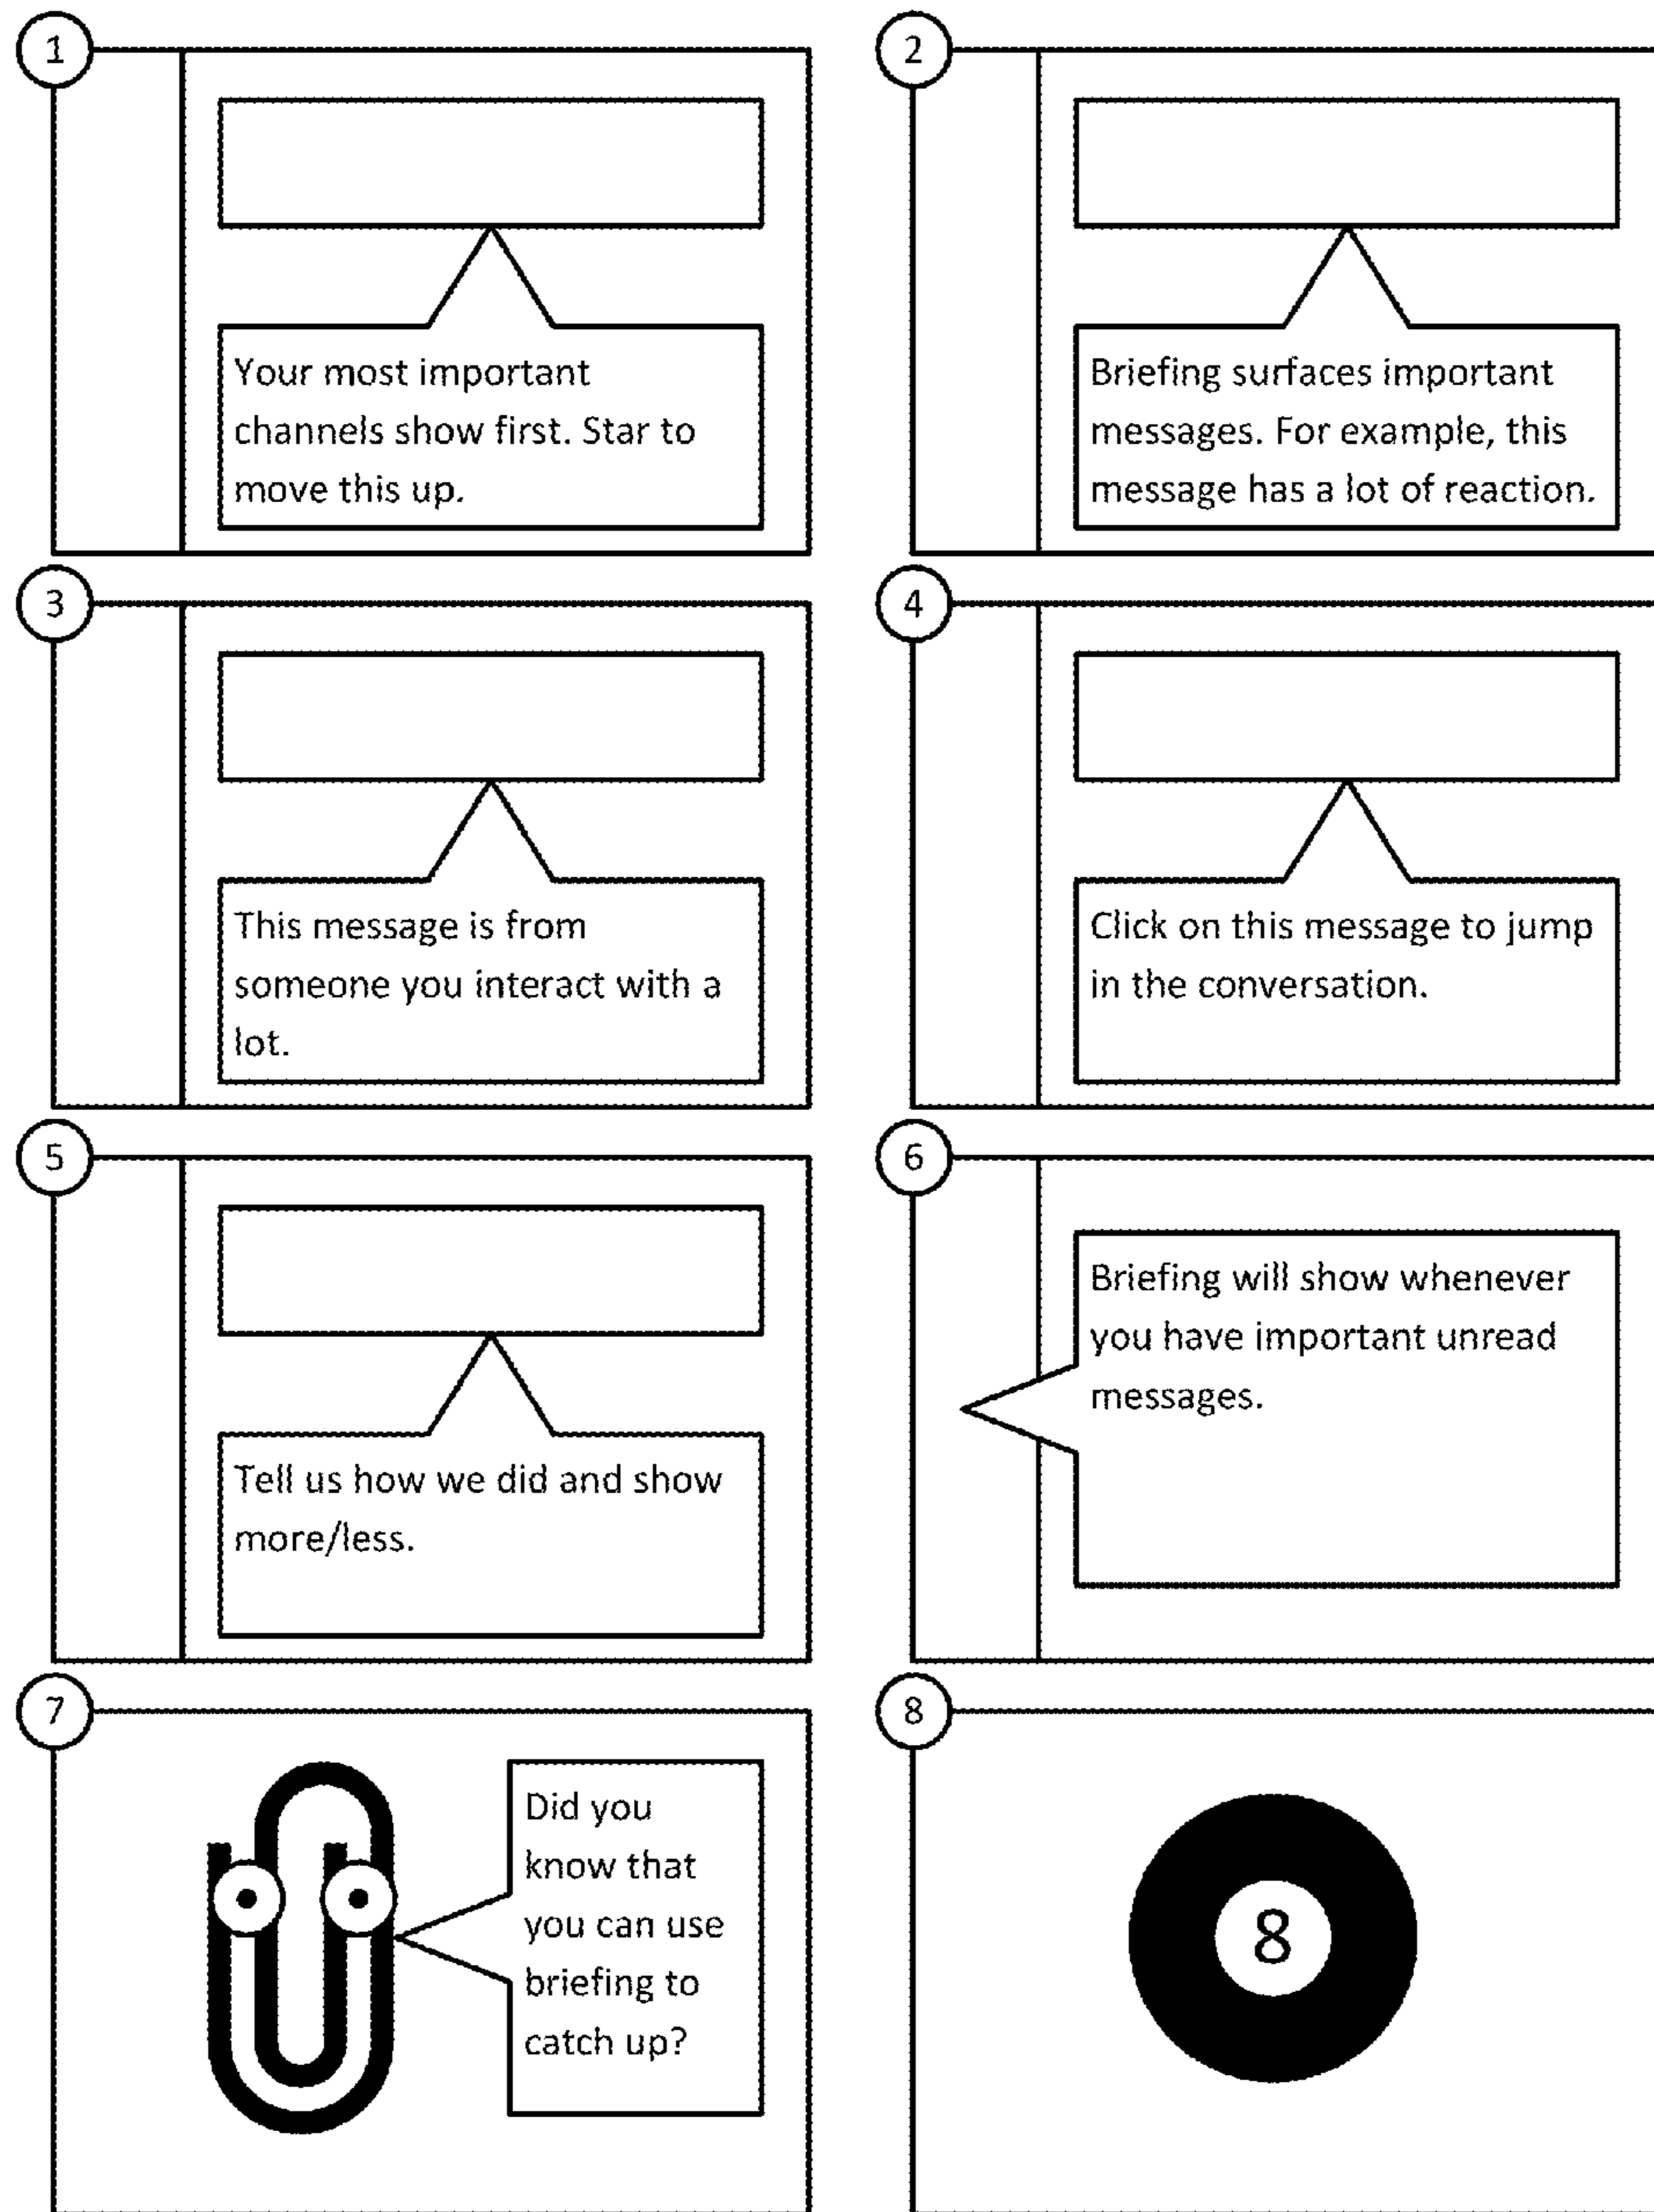 1
Your most important
channels show first. Star to
move this up.
2
Briefing surfaces important
messages. For example, this
message has a lot of reaction.
3
This message is from
someone you interact with a
lot.
4
Click on this message to jump
in the conversation.
5
Tell us how we did and show
more/less.
6
Briefing will show whenever
you have important unread
messages.
7
Did you
know that
you can use
briefing to
catch up?
8
8